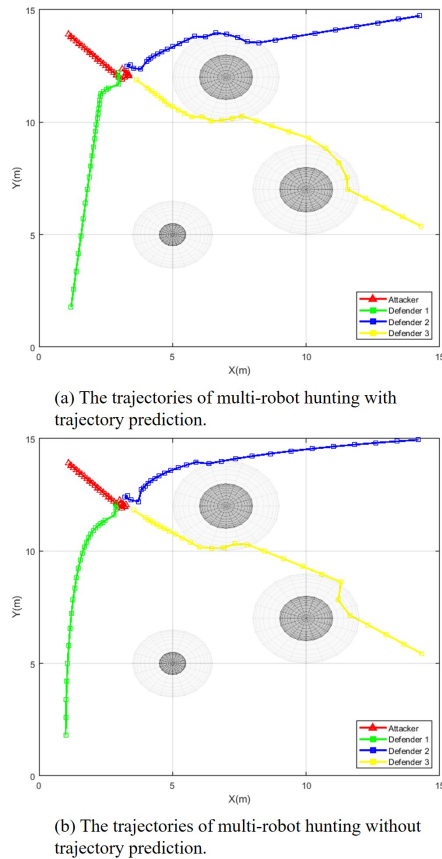 15
10
Y(m)
5
0
0
5
10
15
X(m)
Attacker
Defender 1
Defender 2
Defender 3
(a) The trajectories of multi-robot hunting with
trajectory prediction.
15
10
Y(m)
5
0
0
5
10
15
X(m)
Attacker
Defender 1
Defender 2
Defender 3
(b) The trajectories of multi-robot hunting without
trajectory prediction.